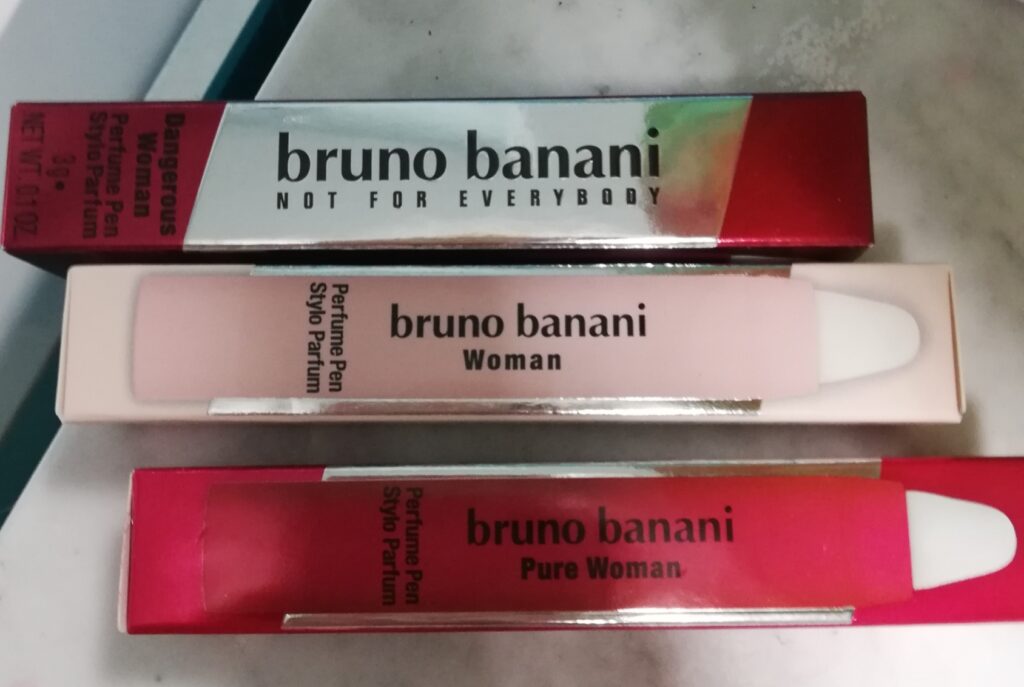 Dangerous
Woman
Perfume Pen
Stylo Parfum
3g•
NET WT. 0.1 OZ
bruno banani
NOT FOR EVERYBODY
Perfume Pen
Stylo Parfum
bruno banani
Woman
Perfume Pen
Stylo Parfum
bruno banani
Pure Woman